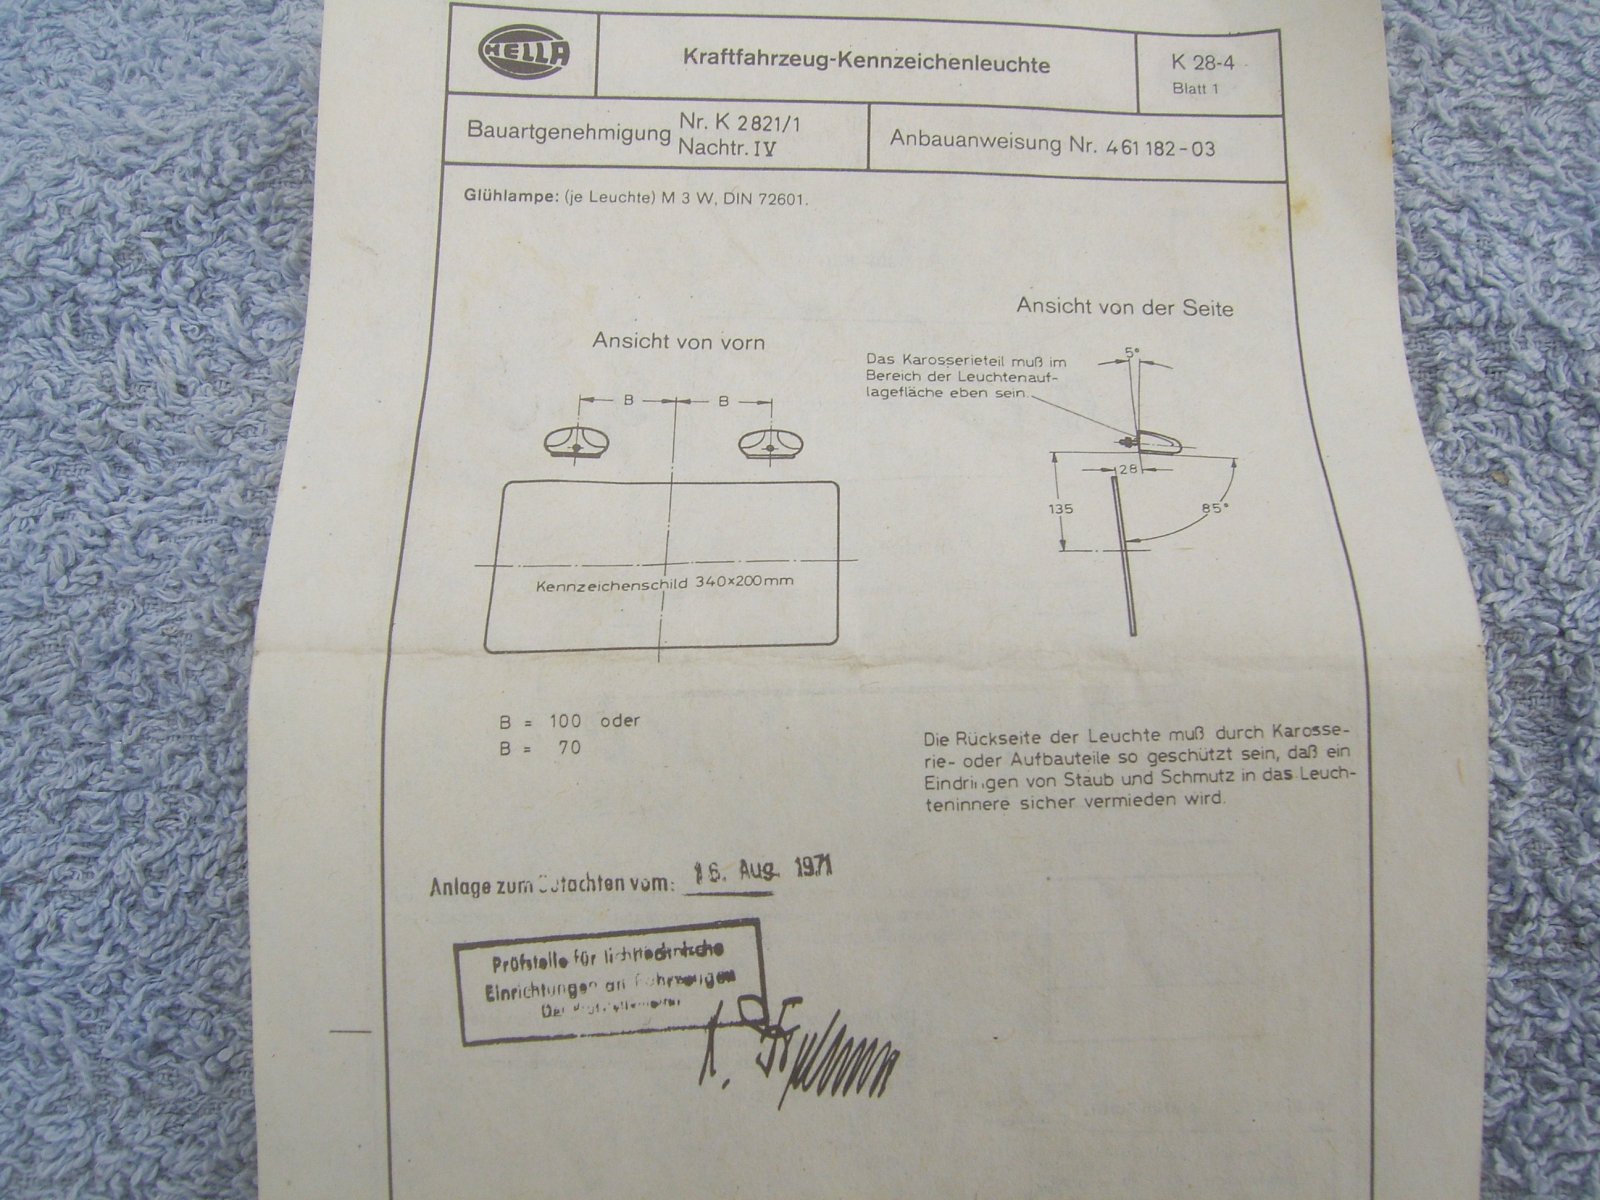 HELLA
Kraftfahrzeug-Kennzeichenleuchte
K 28-4
Blatt 1
Bauartgenehmigung Nr. K 2821/1
Nachtr. IV
Anbauanweisung Nr. 461 182-03
Glühlampe: (je Leuchte) M 3 W, DIN 72601.
Ansicht von vorn
Ansicht von der Seite
Das Karosserieteil muß im
Bereich der Leuchtenauf-
lagefläche eben sein.
5°
B B
28
135
85°
Kennzeichenschild 340x200mm
B = 100 oder
B = 70
Die Rückseite der Leuchte muß durch Karosse-
rie- oder Aufbauteile so geschützt sein, daß ein
Eindringen von Staub und Schmutz in das Leuch-
teninnere sicher vermieden wird.
Anlage zum Gutachten vom: 16. Aug. 1971
Prüfstelle für lichttechnische
Einrichtungen an Fahrzeugen